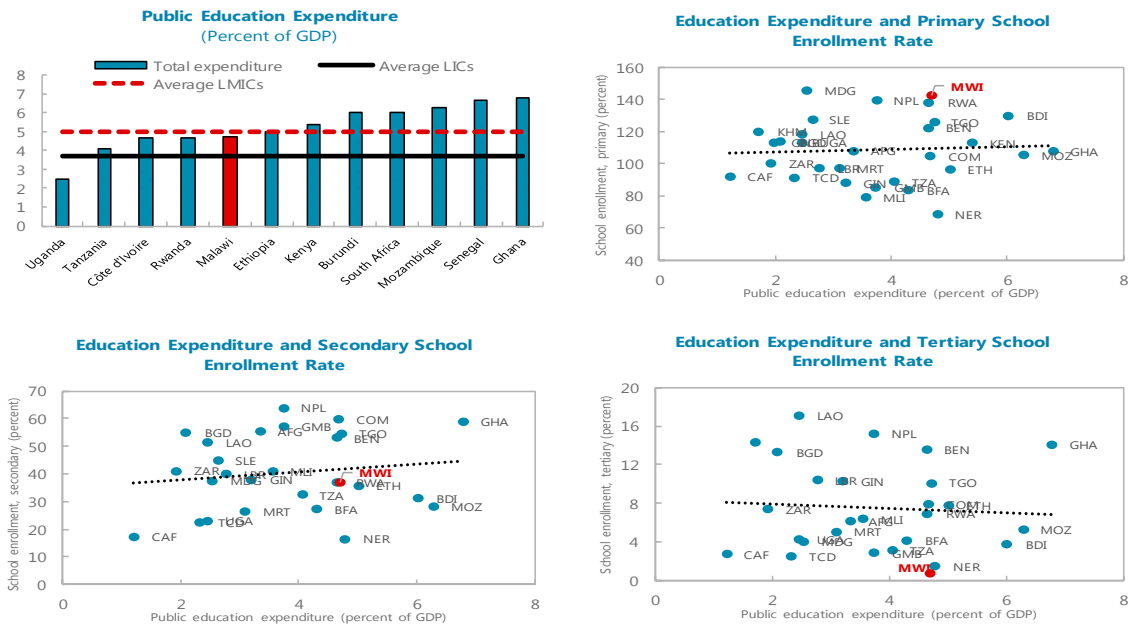 Public Education Expenditure
(Percent of GDP)
Total expenditure
Average LICs
Average LMICs
8
7
6
5
4
3
2
1
0
Uganda
Tanzania
Côte d'Ivoire
Rwanda
Malawi
Ethiopia
Kenya
Burundi
South Africa
Mozambique
Senegal
Ghana
Education Expenditure and Primary School
Enrollment Rate
School enrollment, primary (percent)
160
140
120
100
80
60
40
MDG
NPL
MWI
RWA
BDI
SLE
TGO
BEN
KHM
LAO
UGA
AFG
KEN
GHA
COM
MOZ
ZAR
LBR
MRT
ETH
CAF
TCD
GIN
TZA
GMB
BFA
MLI
NER
0
2
4
6
8
Public education expenditure (percent of GDP)
Education Expenditure and Secondary School
Enrollment Rate
School enrollment, secondary (percent)
70
60
50
40
30
20
10
0
NPL
COM
GHA
GMB
BGD
AFG
TGO
BEN
LAO
SLE
ZAR
LBR
MLI
MWI
MDG
GIN
RWA
ETH
TZA
BDI
MOZ
MRT
BFA
UGA
TCD
CAF
NER
0
2
4
6
8
Public education expenditure (percent of GDP)
Education Expenditure and Tertiary School
Enrollment Rate
School enrollment, tertiary (percent)
20
16
12
8
4
0
LAO
NPL
BGD
BEN
GHA
LBR
GIN
TGO
ZAR
COM
ETH
RWA
AFG
MLI
MRT
MOZ
UGA
MDG
BFA
BDI
CAF
TCD
GMB
TZA
MWI
NER
0
2
4
6
8
Public education expenditure (percent of GDP)